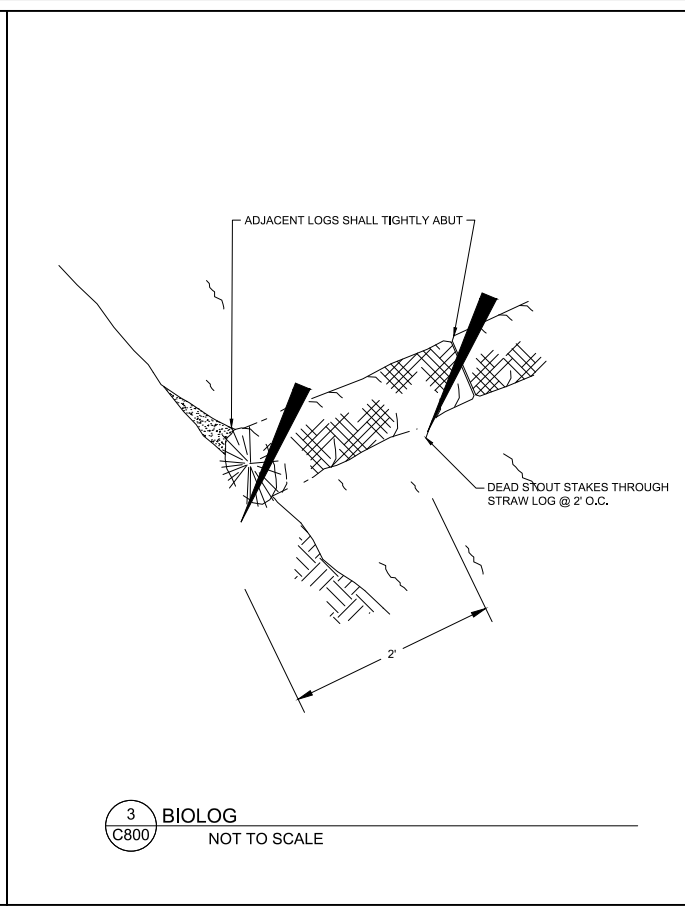 ADJACENT LOGS SHALL TIGHTLY ABUT
DEAD STOUT STAKES THROUGH
STRAW LOG @ 2' O.C.
2'
3
C800
BIOLOG
NOT TO SCALE